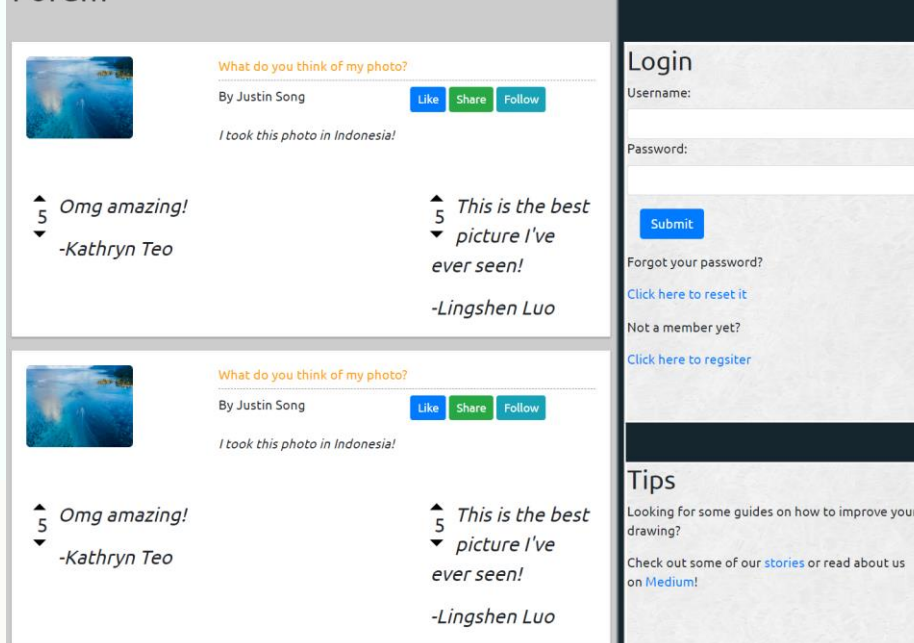 What do you think of my photo?
By Justin Song
Like Share Follow
I took this photo in Indonesia!
5
Omg amazing!
-Kathryn Teo
5
This is the best
picture I've
ever seen!
-Lingshen Luo
What do you think of my photo?
By Justin Song
Like Share Follow
I took this photo in Indonesia!
5
Omg amazing!
-Kathryn Teo
5
This is the best
picture I've
ever seen!
-Lingshen Luo
Login
Username:
Password:
Submit
Forgot your password?
Click here to reset it
Not a member yet?
Click here to regsiter
Tips
Looking for some guides on how to improve your
drawing?
Check out some of our stories or read about us
on Medium!